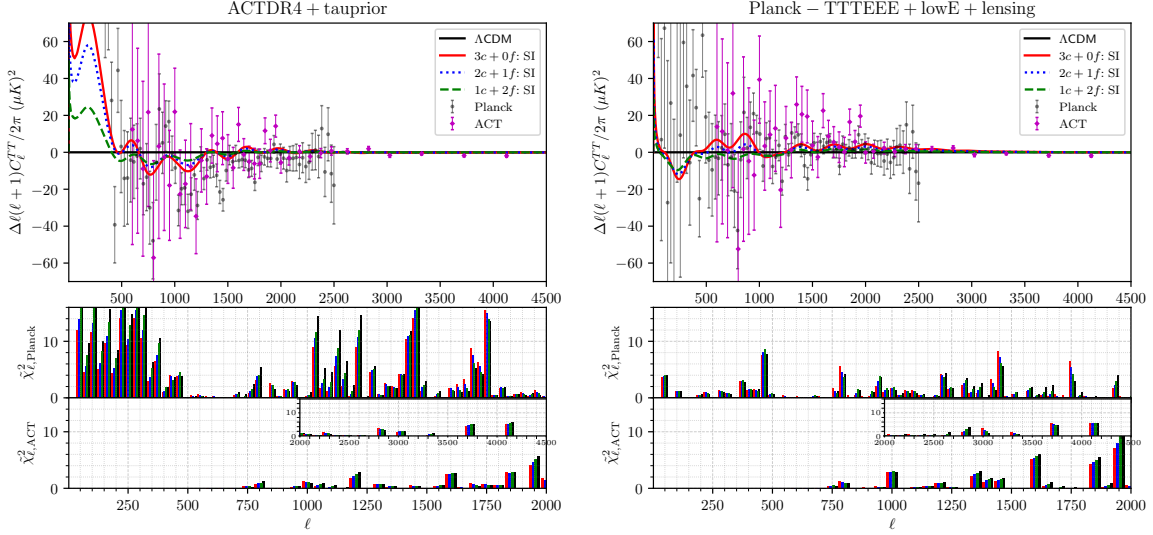 ACTDR4 + tauprior
Δℓ(ℓ + 1)C_ℓ^{TT}/2π (μK)²
60
40
20
0
−20
−40
−60
ΛCDM
3c + 0f: SI
2c + 1f: SI
1c + 2f: SI
Planck
ACT
500 1000 1500 2000 2500 3000 3500 4000 4500
χ̃²_{ℓ,Planck}
10
0
10
0
2000 2500 3000 3500 4000 4500
χ̃²_{ℓ,ACT}
10
0
250 500 750 1000 1250 1500 1750 2000
ℓ
Planck − TTTEEE + lowE + lensing
Δℓ(ℓ + 1)C_ℓ^{TT}/2π (μK)²
60
40
20
0
−20
−40
−60
ΛCDM
3c + 0f: SI
2c + 1f: SI
1c + 2f: SI
Planck
ACT
500 1000 1500 2000 2500 3000 3500 4000 4500
χ̃²_{ℓ,Planck}
10
0
10
0
2000 2500 3000 3500 4000 4500
χ̃²_{ℓ,ACT}
10
0
250 500 750 1000 1250 1500 1750 2000
ℓ